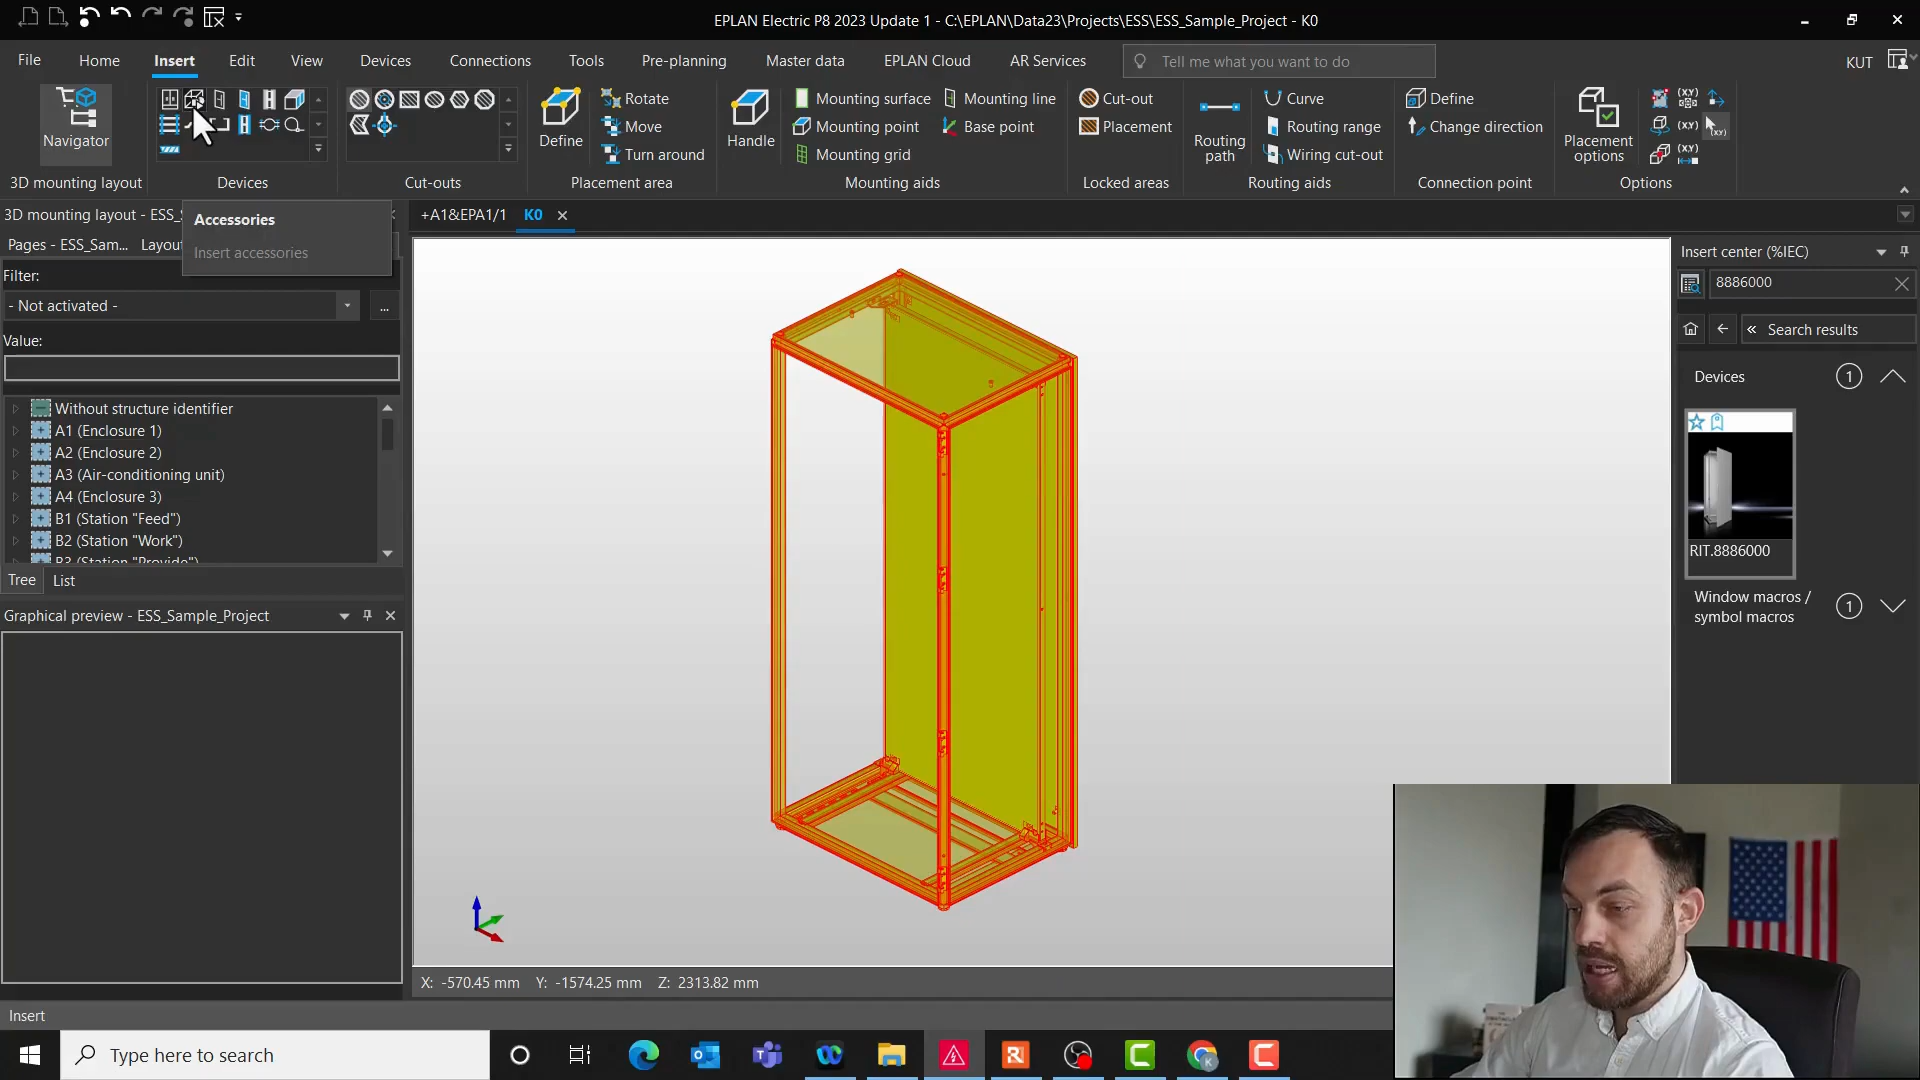 EPLAN Electric P8 2023 Update 1 - C:\EPLAN\Data23\Projects\ESS\ESS_Sample_Project - K0
File Home Insert Edit View Devices Connections Tools Pre-planning Master data EPLAN Cloud AR Services Tell me what you want to do KUT
Navigator
3D mounting layout
Devices
Cut-outs
Define
Rotate
Move
Turn around
Placement area
Handle
Mounting surface
Mounting point
Mounting grid
Mounting line
Base point
Mounting aids
Cut-out
Placement
Locked areas
Routing path
Curve
Routing range
Wiring cut-out
Routing aids
Define
Change direction
Connection point
Placement options
Options
3D mounting layout - ESS_S
Accessories
Insert accessories
+A1&EPA1/1 K0
Pages - ESS_Sam... Layou
Filter:
- Not activated -
...
Value:
Without structure identifier
A1 (Enclosure 1)
A2 (Enclosure 2)
A3 (Air-conditioning unit)
A4 (Enclosure 3)
B1 (Station "Feed")
B2 (Station "Work")
B3 (Station "Provide")
Tree List
Graphical preview - ESS_Sample_Project
Insert center (%IEC)
8886000
« Search results
Devices 1
RIT.8886000
Window macros / symbol macros 1
X: -570.45 mm Y: -1574.25 mm Z: 2313.82 mm
Insert
Type here to search